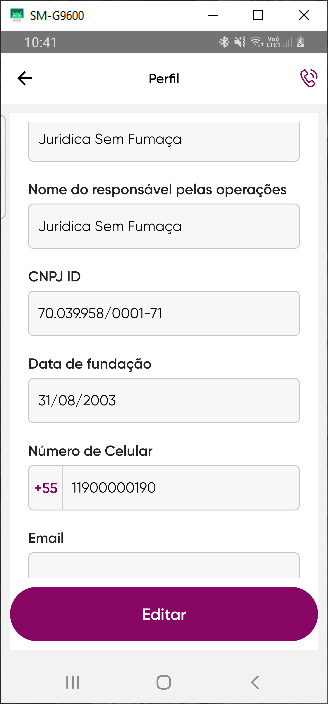 SM-G9600
10:41
Perfil
Juridica Sem Fumaça
Nome do responsável pelas operações
Juridica Sem Fumaça
CNPJ ID
70.039.958/0001-71
Data de fundação
31/08/2003
Número de Celular
+55 11900000190
Email
Editar